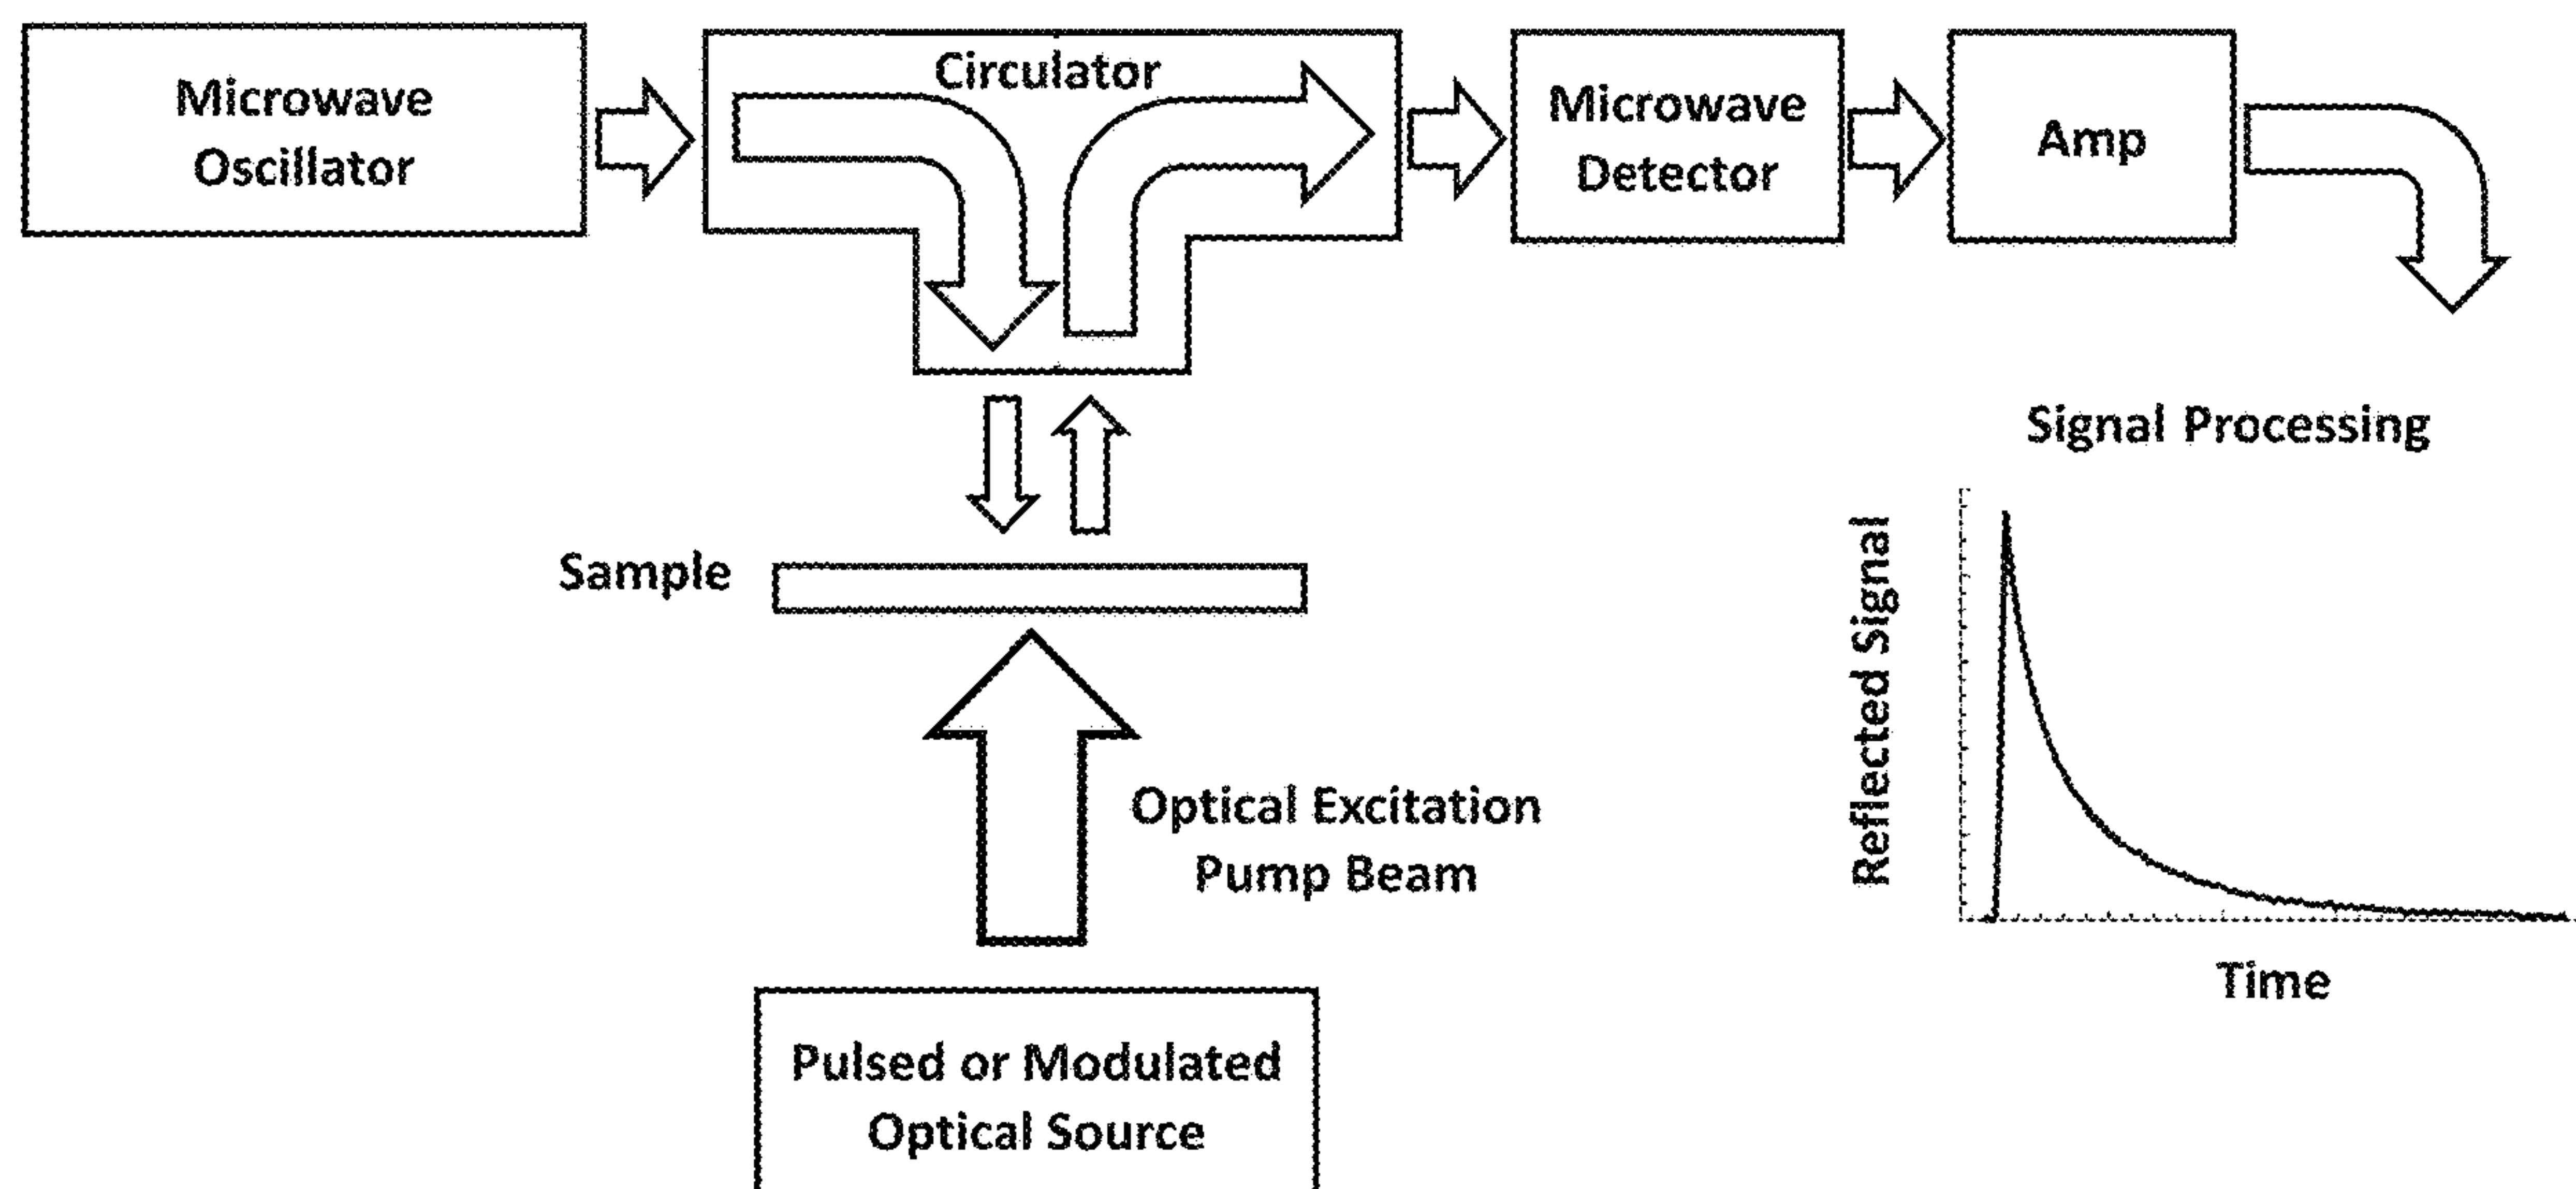 Microwave
Oscillator
Circulator
Microwave
Detector
Amp
Signal Processing
Sample
Reflected Signal
Optical Excitation
Pump Beam
Time
Pulsed or Modulated
Optical Source